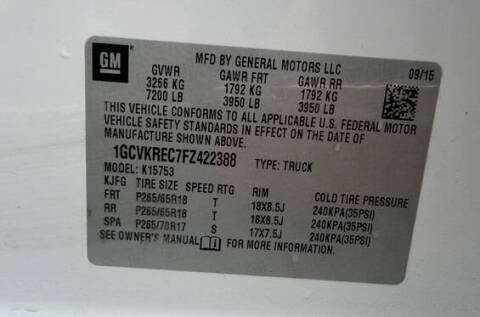 GM
MFD BY GENERAL MOTORS LLC
09/15
GVWR GAWR FRT GAWR RR
3266 KG 1792 KG 1792 KG
7200 LB 3950 LB 3950 LB
THIS VEHICLE CONFORMS TO ALL APPLICABLE U.S. FEDERAL MOTOR
VEHICLE SAFETY STANDARDS IN EFFECT ON THE DATE OF
MANUFACTURE SHOWN ABOVE.
1GCVKREC7FZ422388 TYPE: TRUCK
MODEL: K15753
KJFG TIRE SIZE SPEED RTG RIM COLD TIRE PRESSURE
FRT P265/65R18 T 18X8.5J 240KPA(35PSI)
RR P265/65R18 T 18X8.5J 240KPA(35PSI)
SPA P265/70R17 S 17X7.5J 240KPA(35PSI)
SEE OWNER'S MANUAL FOR MORE INFORMATION.